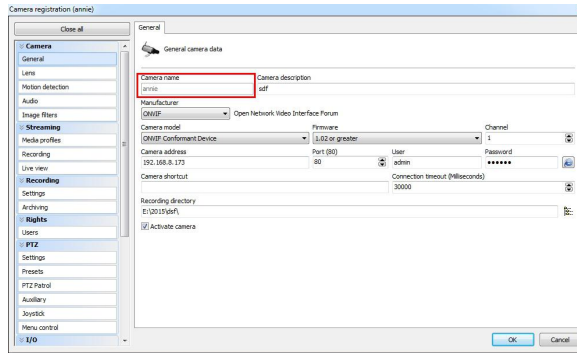 Camera registration (annie)
Close all
Camera
General
Lens
Motion detection
Audio
Image filters
Streaming
Media profiles
Recording
Live view
Recording
Settings
Archiving
Rights
Users
PTZ
Settings
Presets
PTZ Patrol
Auxiliary
Joystick
Menu control
I/O
General
General camera data
Camera name Camera description
annie sdf
Manufacturer
ONVIF Open Network Video Interface Forum
Camera model Firmware Channel
ONVIF Conformant Device 1.02 or greater 1
Camera address Port (80) User Password
192.168.8.173 80 admin ●●●●●●
Camera shortcut Connection timeout (Milliseconds)
30000
Recording directory
E:\2015\dsf\
Activate camera
OK Cancel